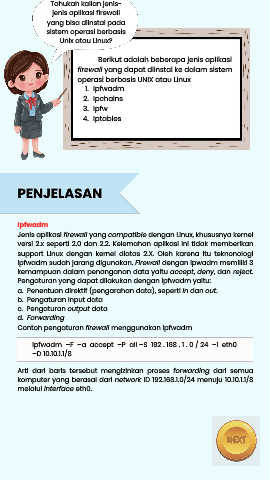 Tahukah kalian jenis-
jenis aplikasi firewall
yang bisa diinstal pada
sistem operasi berbasis
Unix atau Linux?
Berikut adalah beberapa jenis aplikasi
firewall yang dapat diinstal ke dalam sistem
operasi berbasis UNIX atau Linux
1. Ipfwadm
2. Ipchains
3. Ipfw
4. Iptables
PENJELASAN
Ipfwadm
Jenis aplikasi firewall yang compatible dengan Linux, khususnya kernel
versi 2.x seperti 2.0 dan 2.2. Kelemahan aplikasi ini tidak memberikan
support Linux dengan kernel diatas 2.X. Oleh karena itu teknonologi
ipfwadm sudah jarang digunakan. Firewall dengan ipwadm memiliki 3
kemampuan dalam penanganan data yaitu accept, deny, dan reject.
Pengaturan yang dapat dilakukan dengan ipfwadm yaitu:
a. Penentuan direktif (pengarahan data), seperti in dan out.
b. Pengaturan input data
c. Pengaturan output data
d. Forwarding
Contoh pengaturan firewall menggunakan ipfwadm
ipfwadm –F –a accept –P all –S 192 . 168 . 1 . 0 / 24 –i eth0
–D 10.10.1.1/8
Arti dari baris tersebut mengizinkan proses forwarding dari semua
komputer yang berasal dari network ID 192.168.1.0/24 menuju 10.10.1.1/8
melalui interface eth0.
NEXT